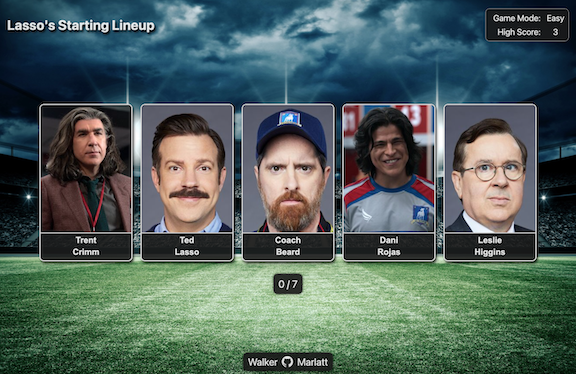 Lasso's Starting Lineup
Game Mode: Easy
High Score: 3
Trent
Crimm
Ted
Lasso
Coach
Beard
Dani
Rojas
Leslie
Higgins
0 / 7
Walker Marlatt